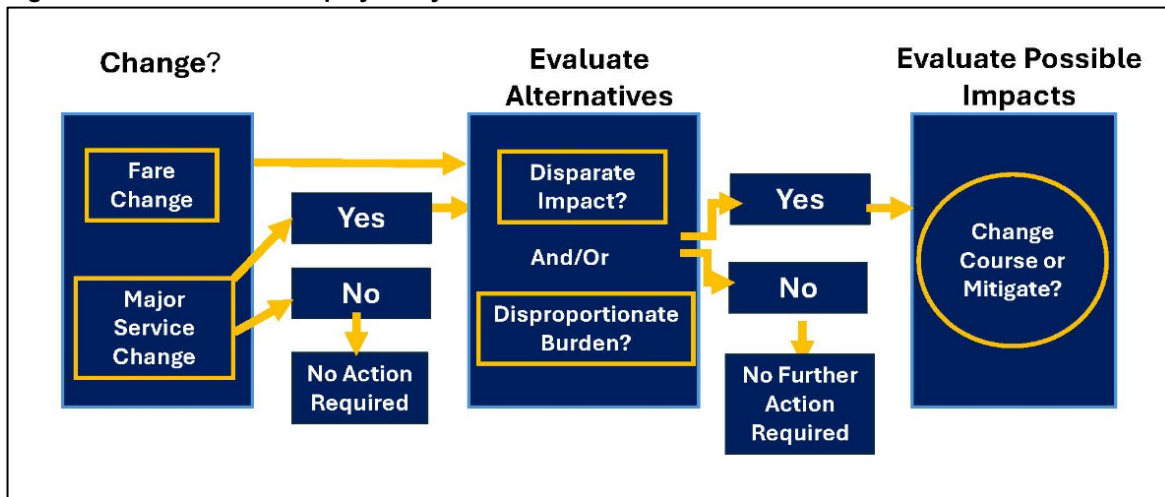 Change?
Fare
Change
Major
Service
Change
Yes
No
No Action
Required
Evaluate
Alternatives
Disparate
Impact?
And/Or
Disproportionate
Burden?
Yes
No
No Further
Action
Required
Evaluate Possible
Impacts
Change
Course or
Mitigate?